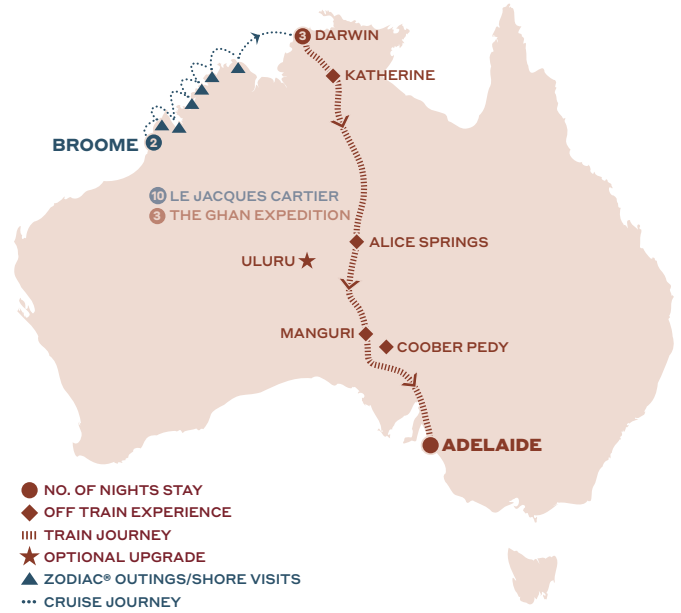 3 DARWIN
KATHERINE
BROOME 2
10 LE JACQUES CARTIER
3 THE GHAN EXPEDITION
ALICE SPRINGS
ULURU
MANGURI
COOBER PEDY
ADELAIDE
NO. OF NIGHTS STAY
OFF TRAIN EXPERIENCE
TRAIN JOURNEY
OPTIONAL UPGRADE
ZODIAC® OUTINGS/SHORE VISITS
CRUISE JOURNEY